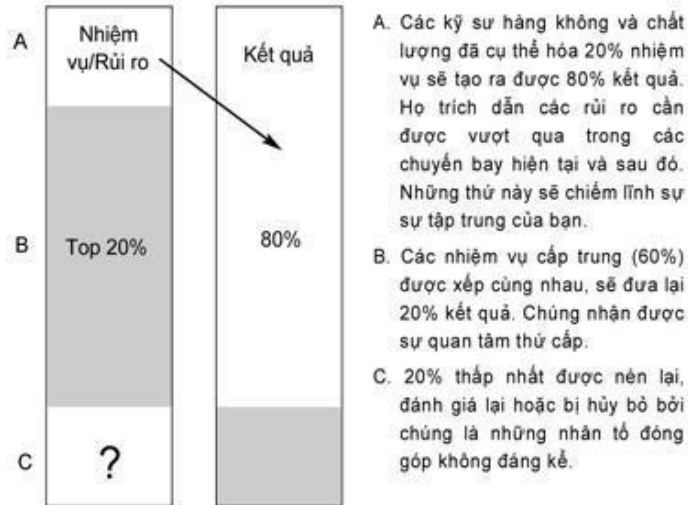 A
Nhiệm
vụ/Rủi ro
Kết quả
B
Top 20%
80%
C
?
A. Các kỹ sư hàng không và chất
lượng đã cụ thể hóa 20% nhiệm
vụ sẽ tạo ra được 80% kết quả.
Họ trích dẫn các rủi ro cần
được vượt qua trong các
chuyến bay hiện tại và sau đó.
Những thứ này sẽ chiếm lĩnh sự
sự tập trung của bạn.
B. Các nhiệm vụ cấp trung (60%)
được xếp cùng nhau, sẽ đưa lại
20% kết quả. Chúng nhận được
sự quan tâm thứ cấp.
C. 20% thấp nhất được nén lại,
đánh giá lại hoặc bị hủy bỏ bởi
chúng là những nhân tố đóng
góp không đáng kể.